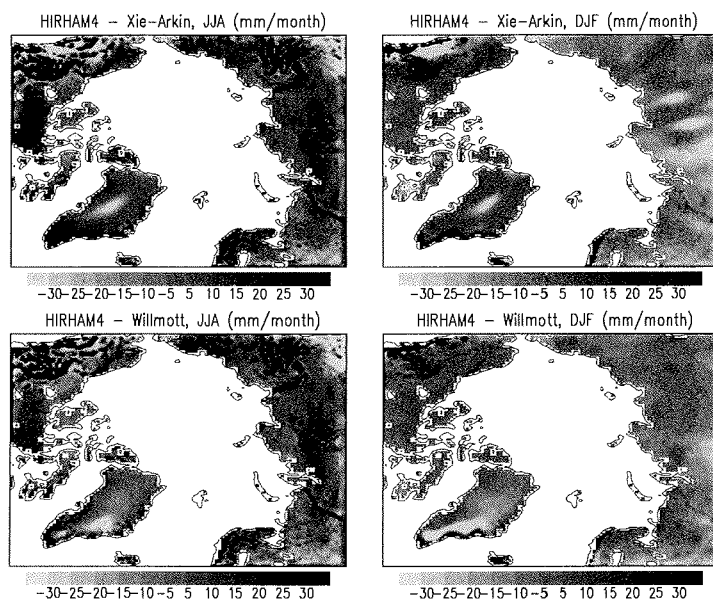 HIRHAM4 – Xie–Arkin, JJA (mm/month)
HIRHAM4 – Xie–Arkin, DJF (mm/month)
-30-25-20-15-10-5 5 10 15 20 25 30
-30-25-20-15-10-5 5 10 15 20 25 30
HIRHAM4 – Willmott, JJA (mm/month)
HIRHAM4 – Willmott, DJF (mm/month)
-30-25-20-15-10-5 5 10 15 20 25 30
-30-25-20-15-10-5 5 10 15 20 25 30